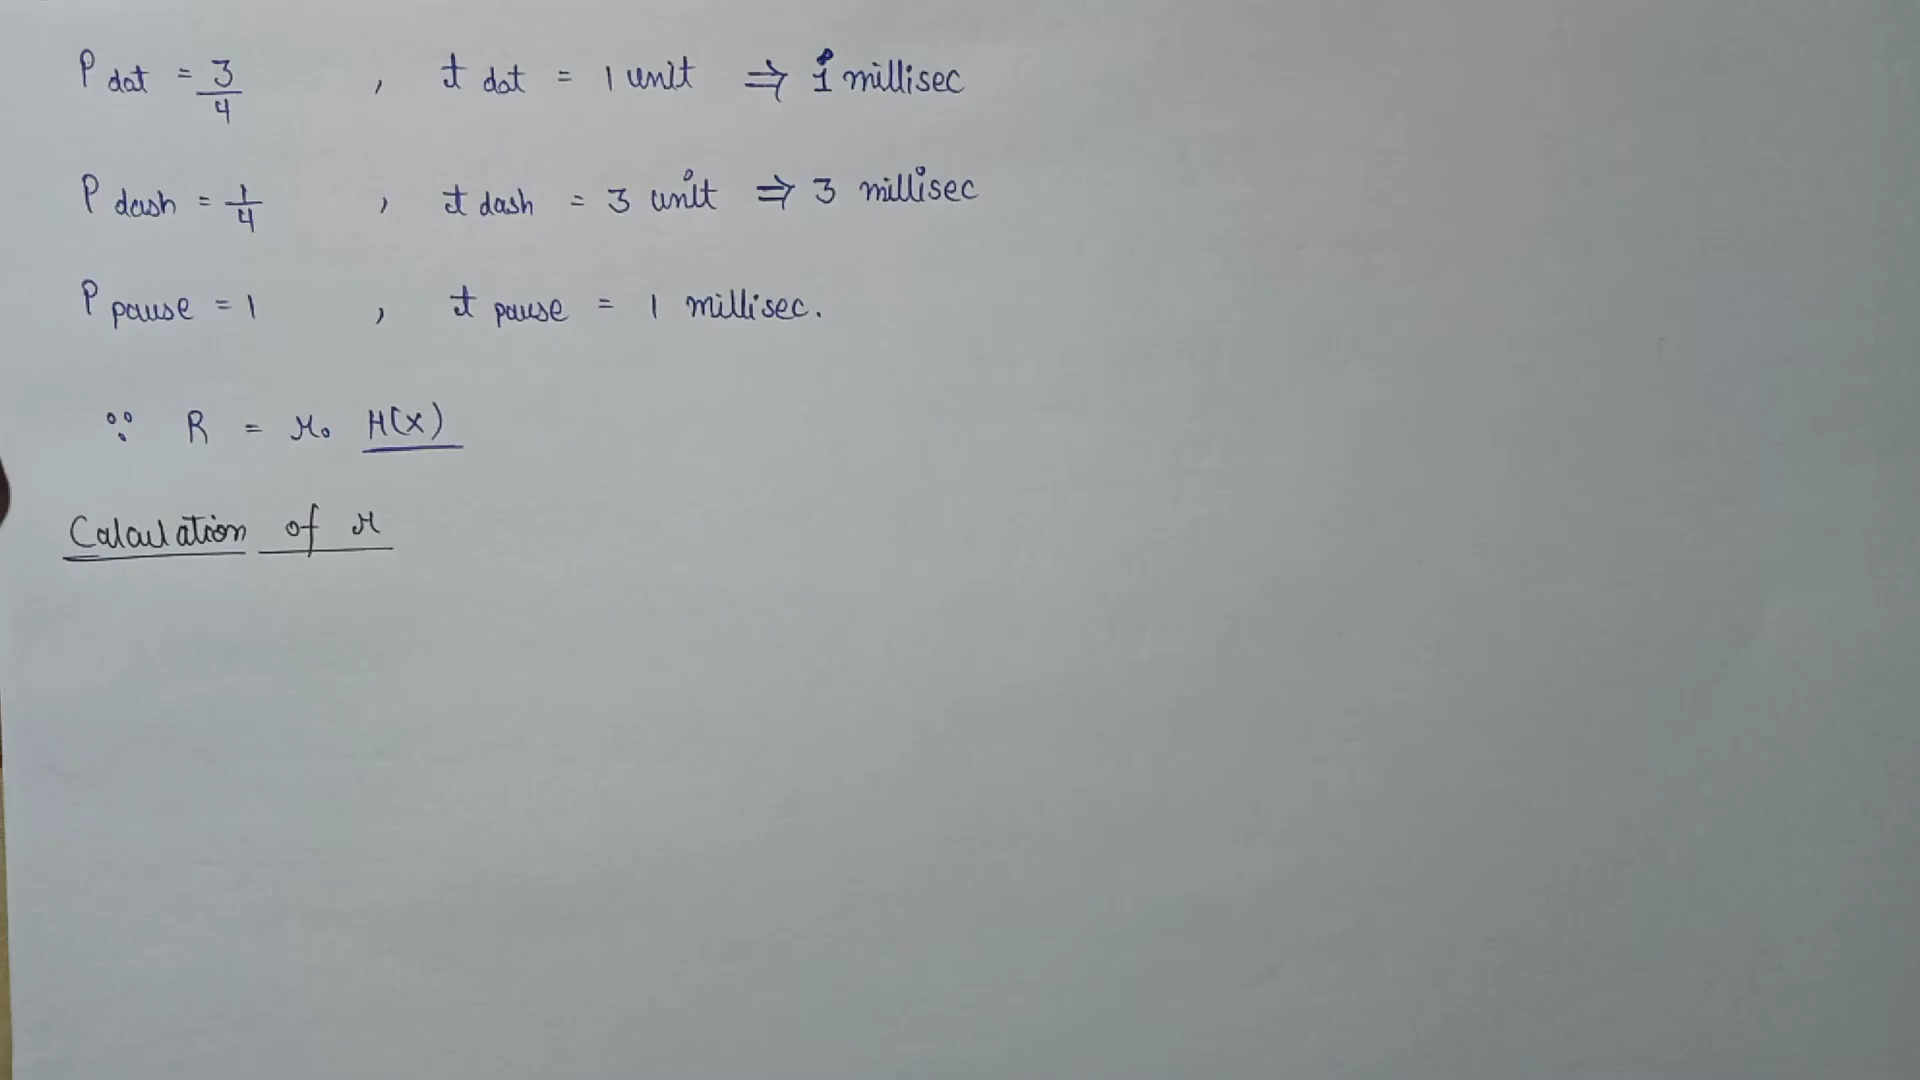 P dot = 3/4 , t dot = 1 unit ⇒ 1 millisec
P dash = 1/4 , t dash = 3 unit ⇒ 3 millisec
P pause = 1 , t pause = 1 millisec.
∵ R = r. H(X)
Calculation of r